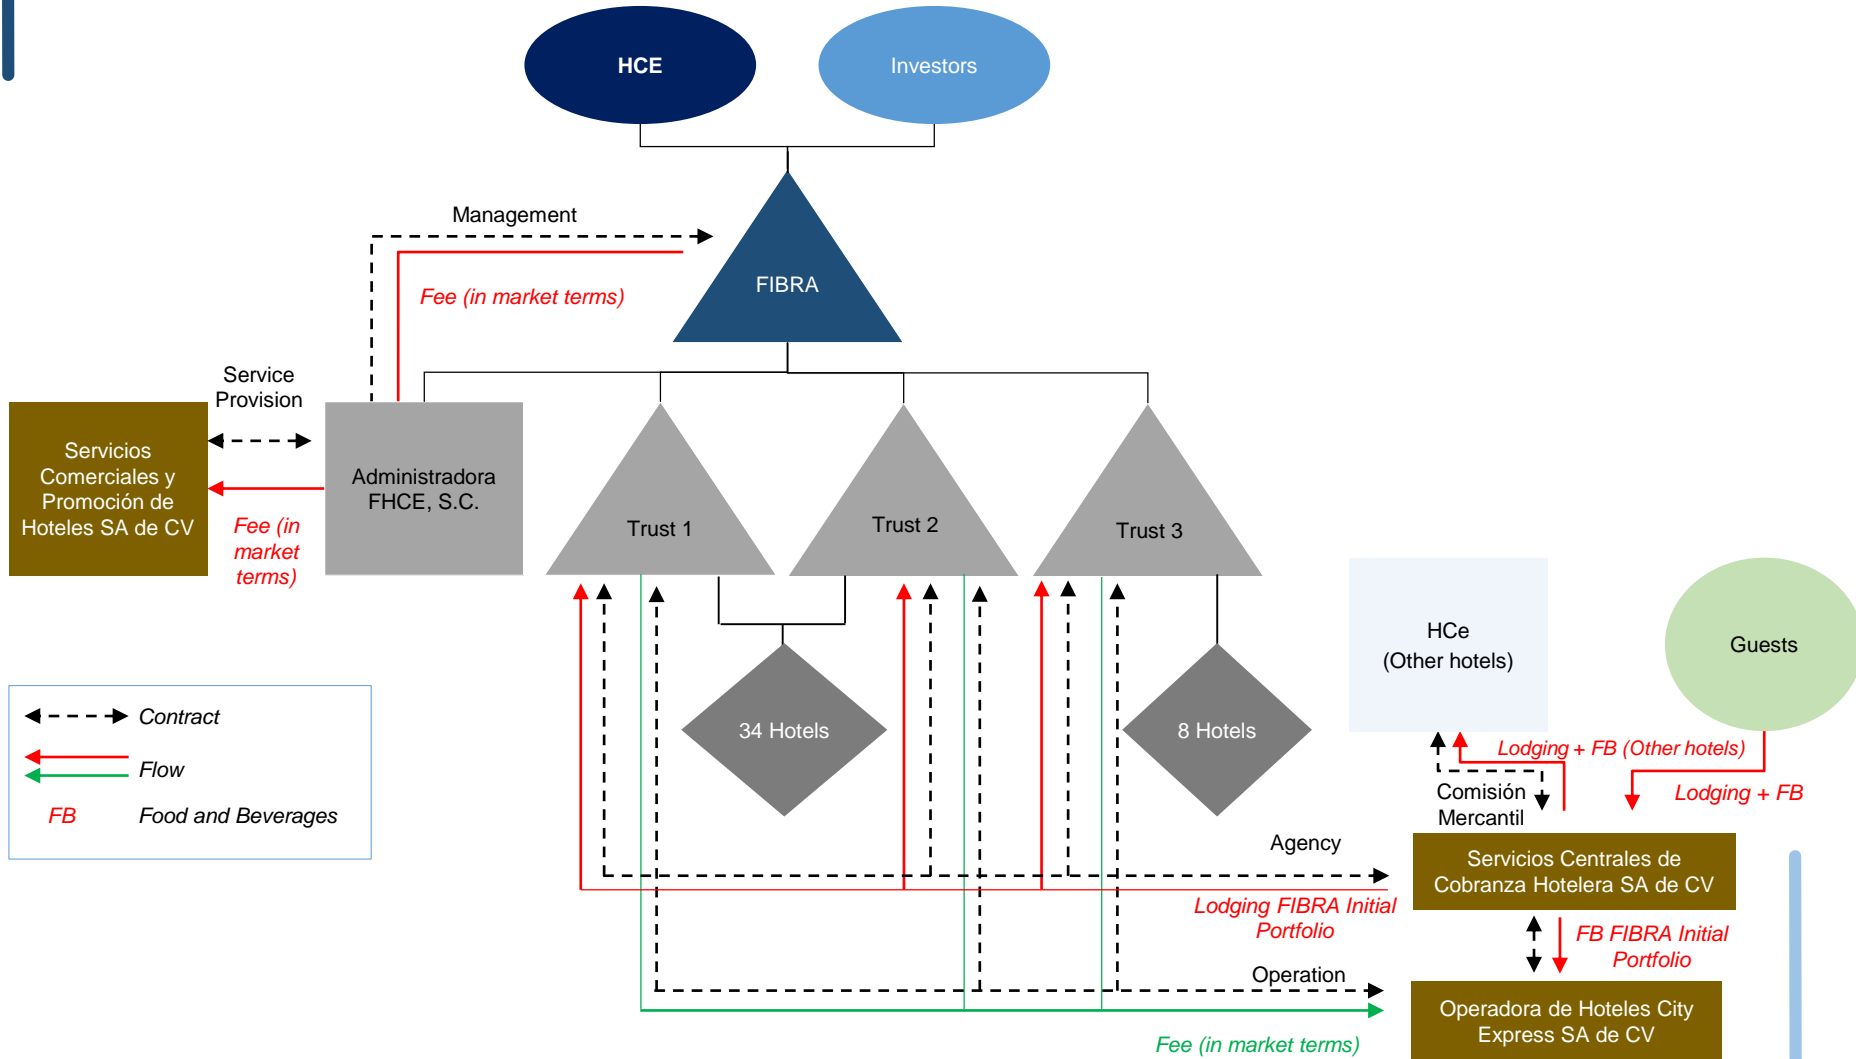 HCE
Investors
Management
Fee (in market terms)
FIBRA
Service
Provision
Servicios
Comerciales y
Promoción de
Hoteles SA de CV
Administradora
FHCE, S.C.
Fee (in
market
terms)
Trust 1
Trust 2
Trust 3
34 Hotels
8 Hotels
HCe
(Other hotels)
Guests
Contract
Flow
FB
Food and Beverages
Lodging + FB (Other hotels)
Lodging + FB
Comisión
Mercantil
Agency
Servicios Centrales de
Cobranza Hotelera SA de CV
Lodging FIBRA Initial
Portfolio
FB FIBRA Initial
Portfolio
Operation
Operadora de Hoteles City
Express SA de CV
Fee (in market terms)